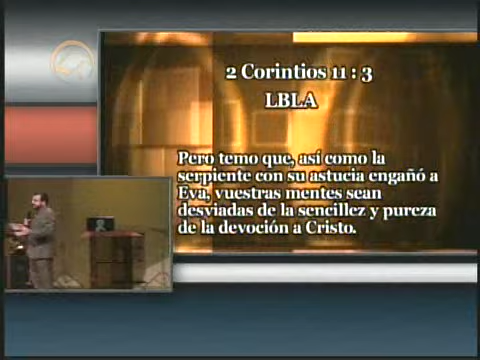 2 Corintios 11 : 3
LBLA
Pero temo que, así como la
serpiente con su astucia engañó a
Eva, vuestras mentes sean
desviadas de la sencillez y pureza
de la devoción a Cristo.